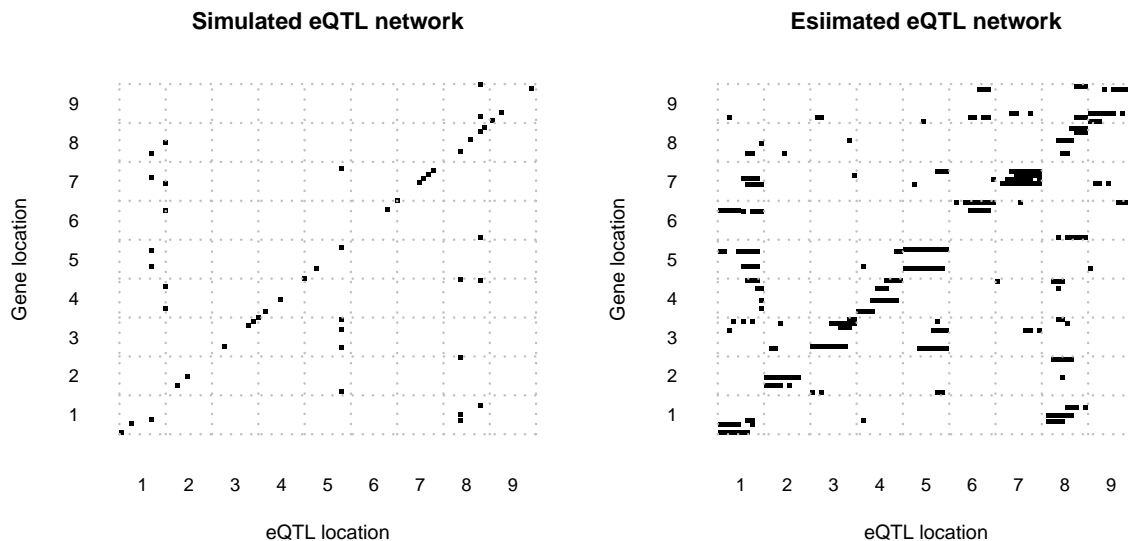 Simulated eQTL network
Gene location
9
8
7
6
5
4
3
2
1
1 2 3 4 5 6 7 8 9
eQTL location
Esiimated eQTL network
Gene location
9
8
7
6
5
4
3
2
1
1 2 3 4 5 6 7 8 9
eQTL location